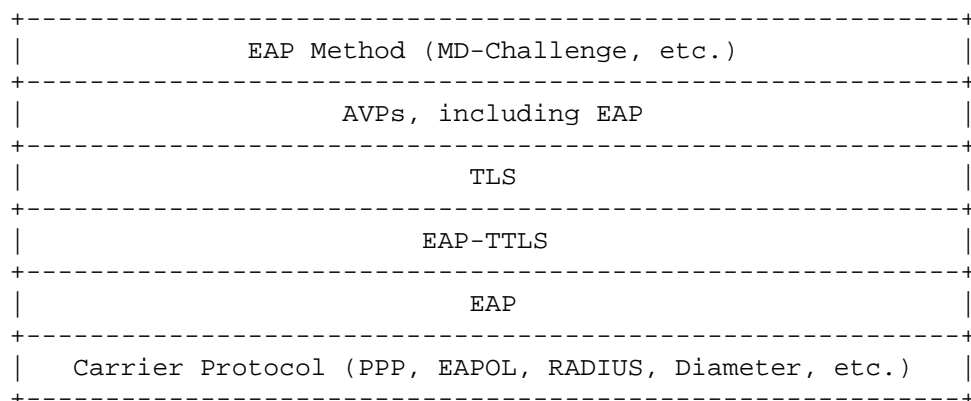 EAP Method (MD-Challenge, etc.)
AVPs, including EAP
TLS
EAP-TTLS
EAP
Carrier Protocol (PPP, EAPOL, RADIUS, Diameter, etc.)